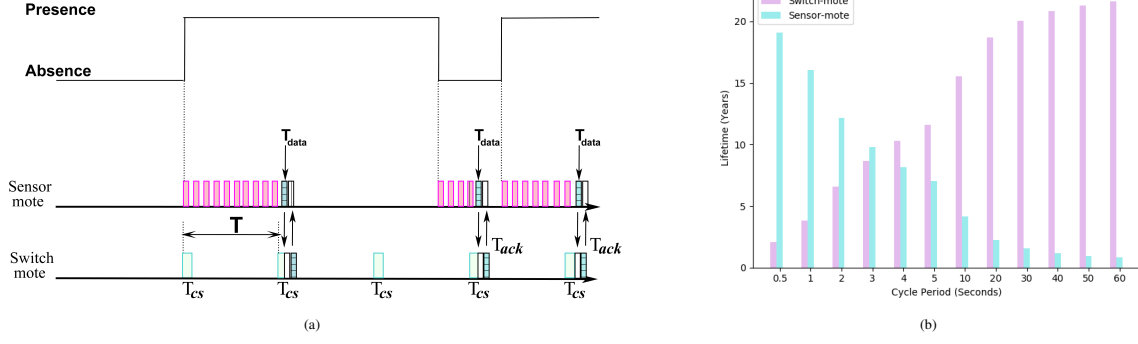 Presence
Absence
T data
T data
T data
Sensor
mote
T
T ack
T ack
Switch
mote
T cs
T cs
T cs
T cs
T cs
(a)
Switch-mote
Sensor-mote
Lifetime (Years)
20
15
10
5
0
0.5 1 2 3 4 5 10 20 30 40 50 60
Cycle Period (Seconds)
(b)